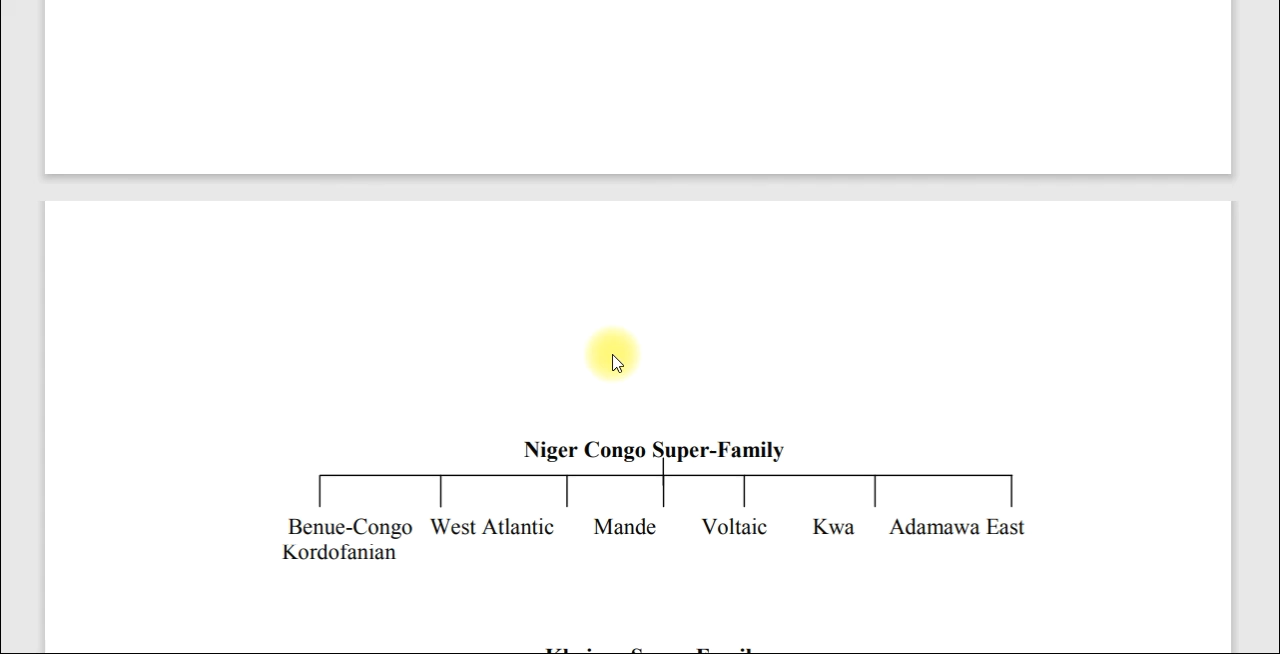 Niger Congo Super-Family
Benue-Congo West Atlantic Mande Voltaic Kwa Adamawa East
Kordofanian